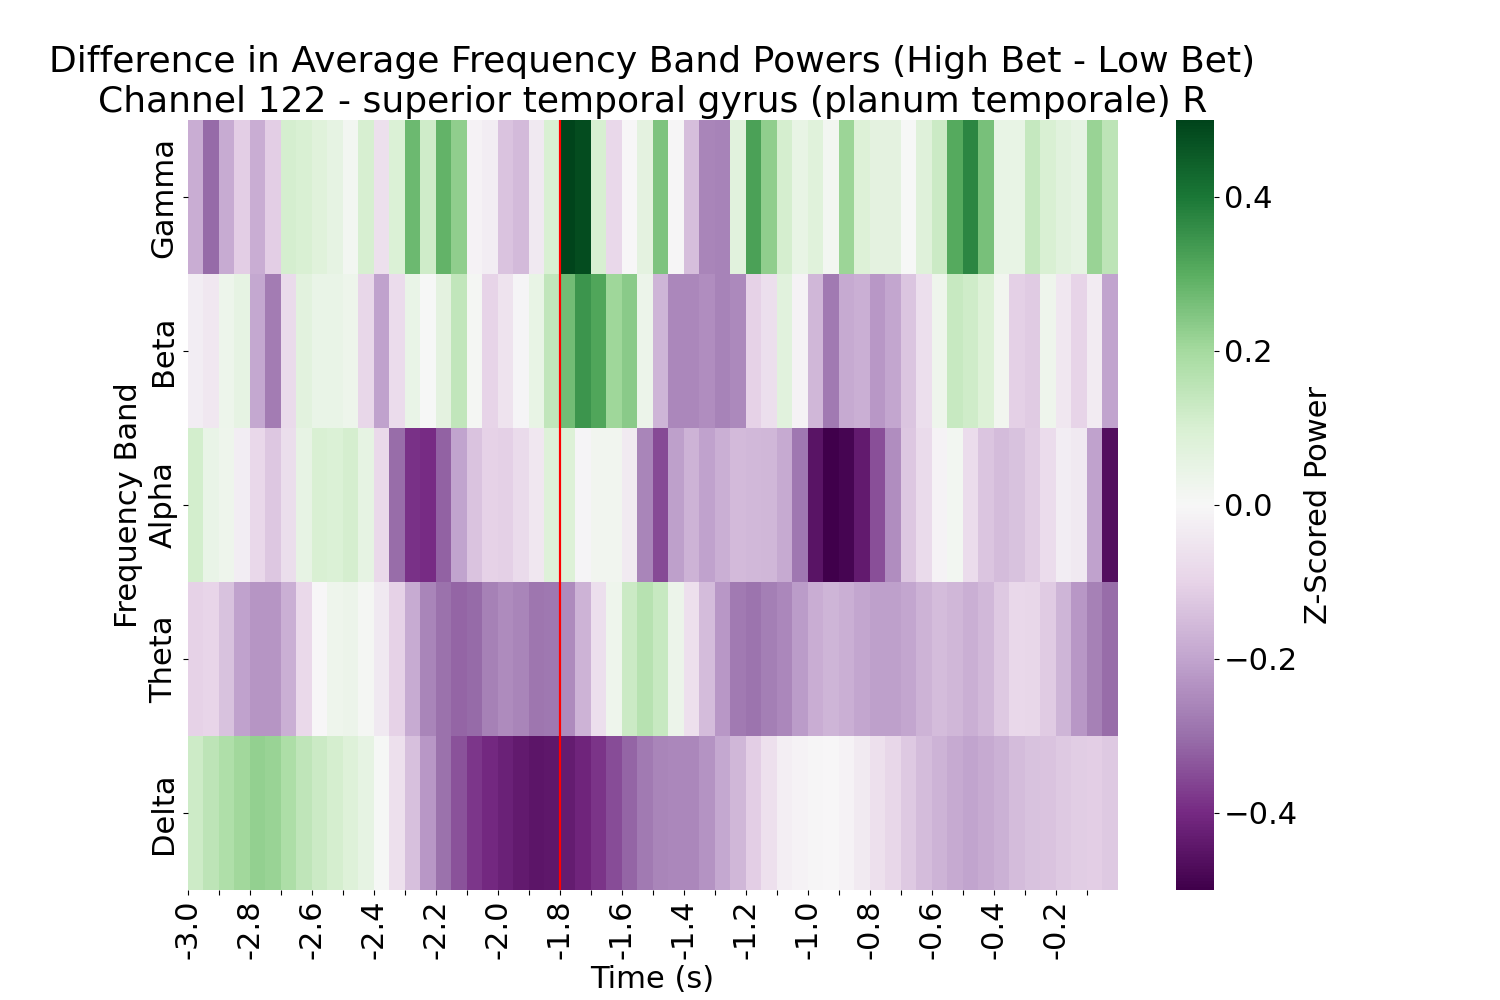 Difference in Average Frequency Band Powers (High Bet - Low Bet)
Channel 122 - superior temporal gyrus (planum temporale) R
Frequency Band
Gamma
Beta
Alpha
Theta
Delta
-3.0
-2.8
-2.6
-2.4
-2.2
-2.0
-1.8
-1.6
-1.4
-1.2
-1.0
-0.8
-0.6
-0.4
-0.2
Time (s)
0.4
0.2
0.0
−0.2
−0.4
Z-Scored Power